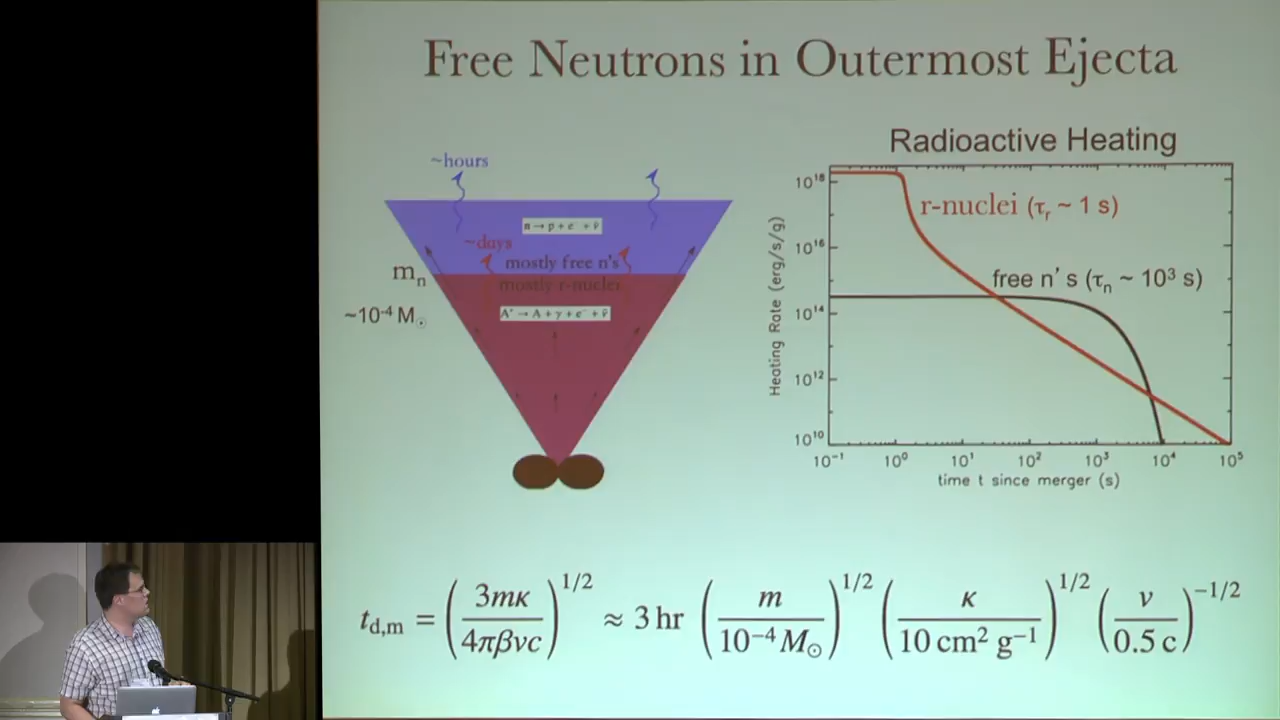 Free Neutrons in Outermost Ejecta
~hours
n → p + e⁻ + ν̄
~days
mostly free n's
mostly r-nuclei
mₙ
~10⁻⁴ M☉
A* → A + γ + e⁻ + ν̄
Radioactive Heating
r-nuclei (τᵣ ~ 1 s)
free n's (τₙ ~ 10³ s)
Heating Rate (erg/s/g)
10¹⁸
10¹⁶
10¹⁴
10¹²
10¹⁰
10⁻¹ 10⁰ 10¹ 10² 10³ 10⁴ 10⁵
time t since merger (s)
t_d,m = (3mκ / 4πβvc)^1/2 ≈ 3 hr (m / 10⁻⁴ M☉)^1/2 (κ / 10 cm² g⁻¹)^1/2 (v / 0.5 c)^−1/2